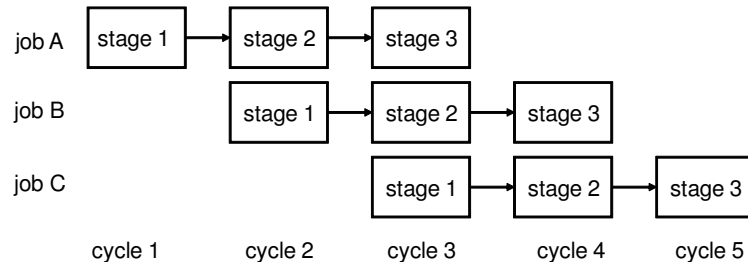 job A stage 1 stage 2 stage 3
job B stage 1 stage 2 stage 3
job C stage 1 stage 2 stage 3
cycle 1 cycle 2 cycle 3 cycle 4 cycle 5